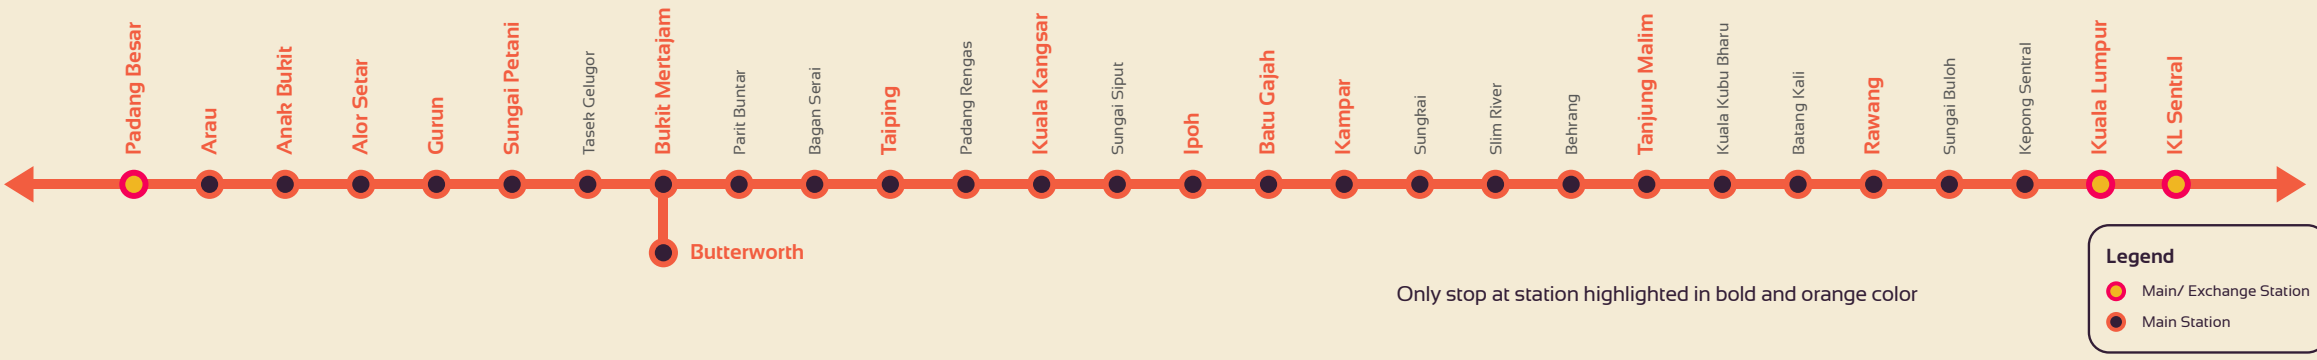 Padang Besar
Arau
Anak Bukit
Alor Setar
Gurun
Sungai Petani
Tasek Gelugor
Bukit Mertajam
Parit Buntar
Bagan Serai
Taiping
Padang Rengas
Kuala Kangsar
Sungai Siput
Ipoh
Batu Gajah
Kampar
Sungkai
Slim River
Behrang
Tanjung Malim
Kuala Kubu Bharu
Batang Kali
Rawang
Sungai Buloh
Kepong Sentral
Kuala Lumpur
KL Sentral
Butterworth
Only stop at station highlighted in bold and orange color
Legend
Main/ Exchange Station
Main Station